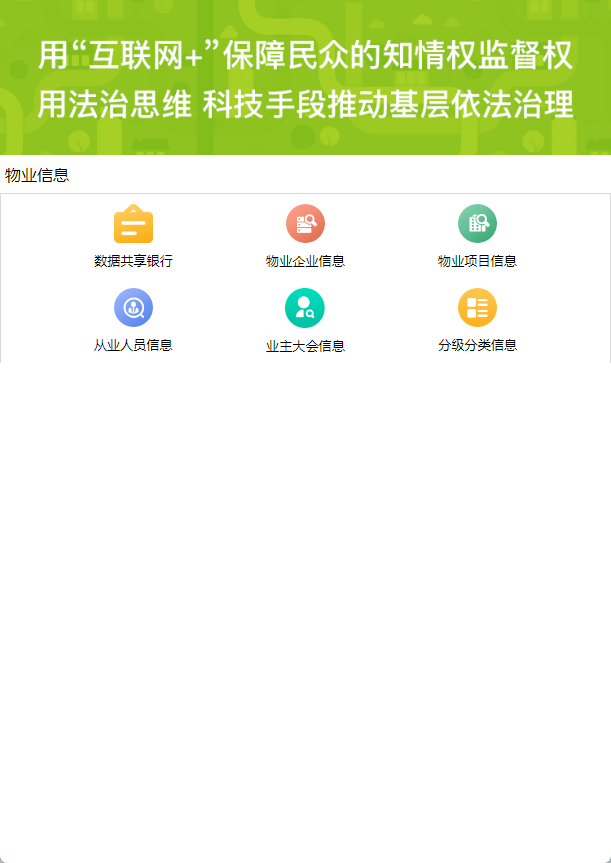 用“互联网+”保障民众的知情权监督权
用法治思维 科技手段推动基层依法治理
物业信息
数据共享银行 物业企业信息 物业项目信息
从业人员信息 业主大会信息 分级分类信息